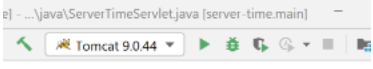 e] - ...\java\ServerTimeServlet.java [server-time.main]
Tomcat 9.0.44